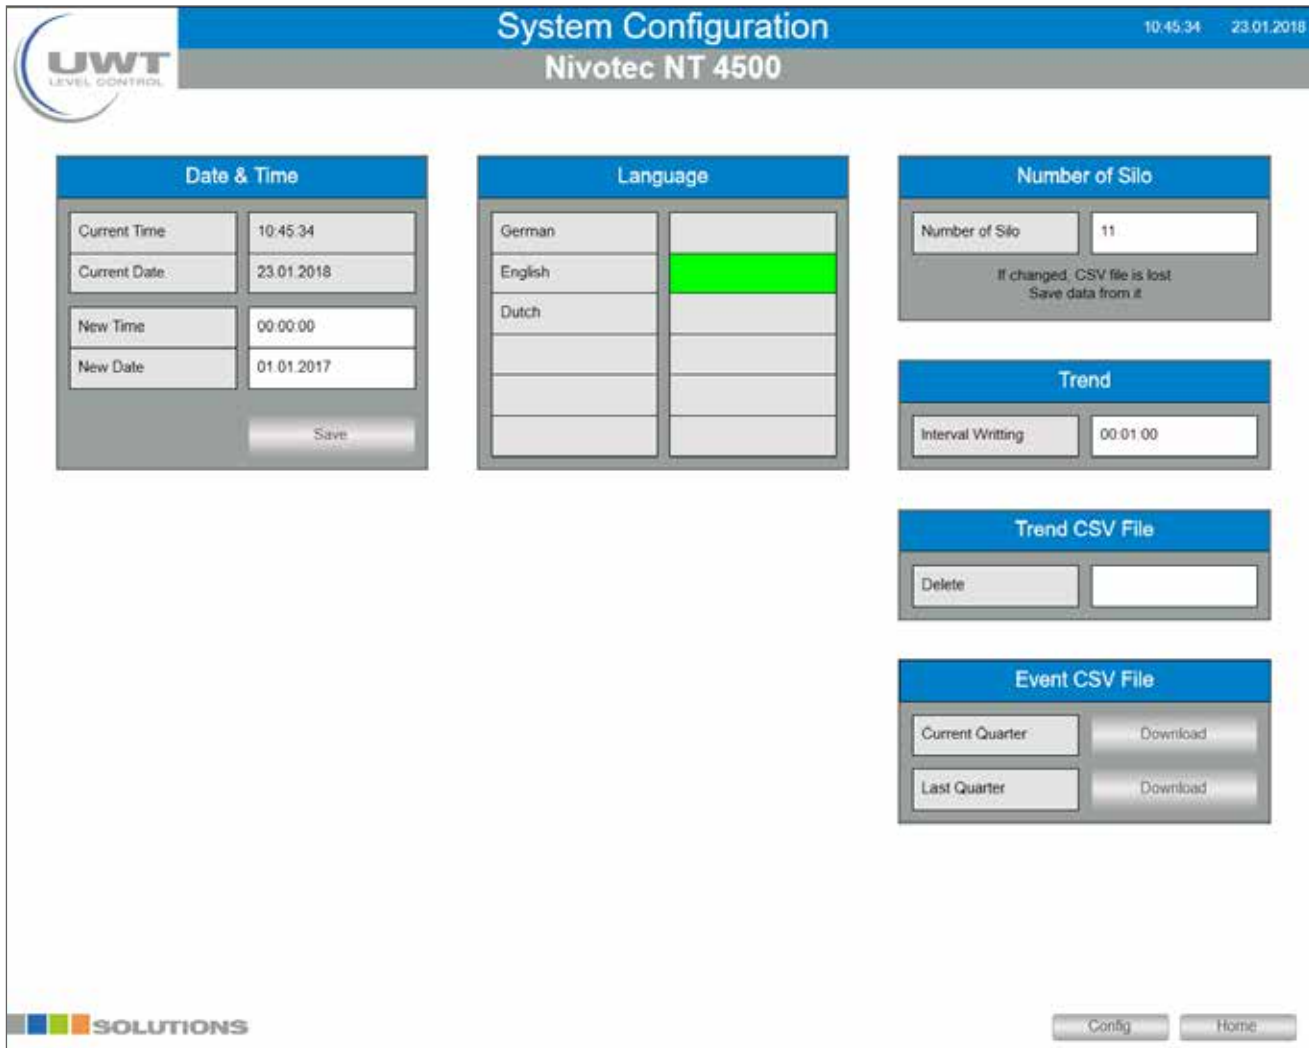 System Configuration
10:45:34 23.01.2018
UWT
LEVEL CONTROL
Nivotec NT 4500
Date & Time
Current Time 10:45:34
Current Date 23.01.2018
New Time 00:00:00
New Date 01.01.2017
Save
Language
German
English
Dutch
Number of Silo
Number of Silo 11
If changed, CSV file is lost
Save data from it
Trend
Interval Writting 00:01:00
Trend CSV File
Delete
Event CSV File
Current Quarter Download
Last Quarter Download
SOLUTIONS
Config Home